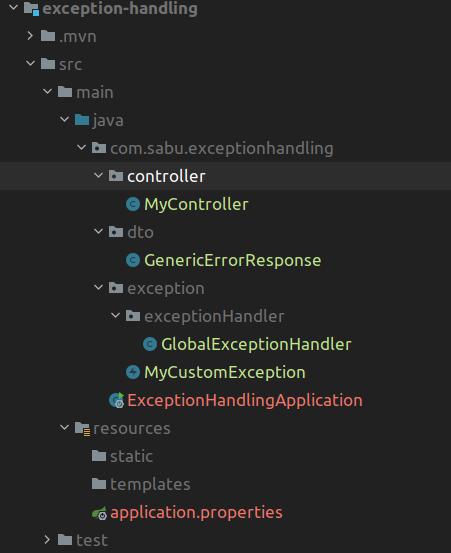 exception-handling
.mvn
src
main
java
com.sabu.exceptionhandling
controller
MyController
dto
GenericErrorResponse
exception
exceptionHandler
GlobalExceptionHandler
MyCustomException
ExceptionHandlingApplication
resources
static
templates
application.properties
test